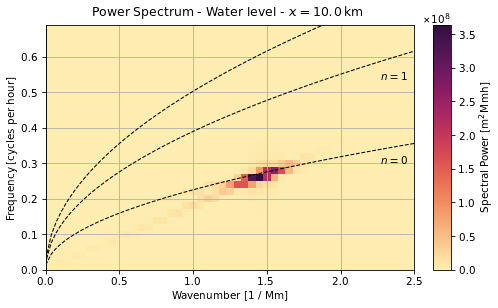 Power Spectrum - Water level - x = 10.0 km
×10⁸
Frequency [cycles per hour]
0.6
0.5
0.4
0.3
0.2
0.1
0.0
n = 1
n = 0
0.0 0.5 1.0 1.5 2.0 2.5
Wavenumber [1 / Mm]
3.5
3.0
2.5
2.0
1.5
1.0
0.5
0.0
Spectral Power [m² Mm h]